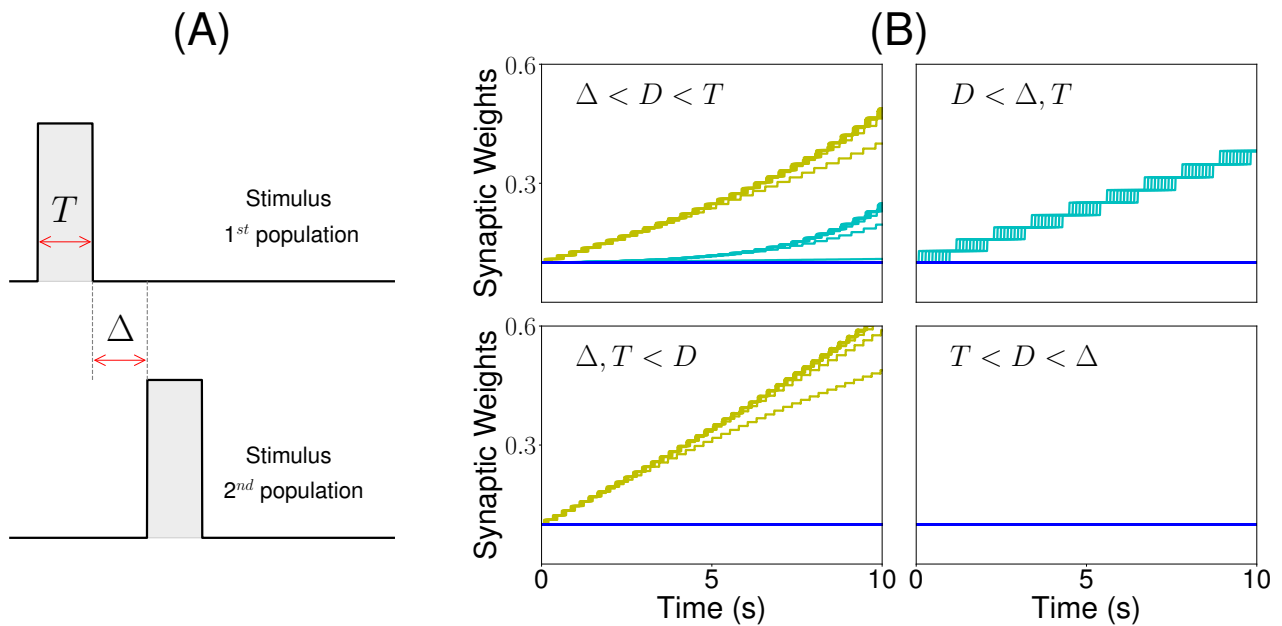 (A)
T
Stimulus
1st population
Δ
Stimulus
2nd population
(B)
Synaptic Weights
0.6
0.3
Δ < D < T
D < Δ, T
Synaptic Weights
0.6
0.3
Δ, T < D
T < D < Δ
0
5
10
0
5
10
Time (s)
Time (s)